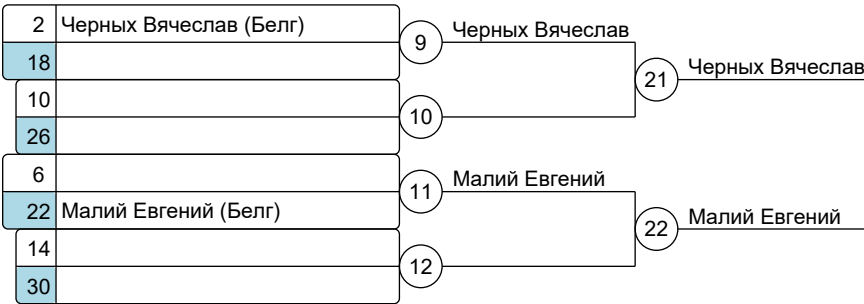 2 Черных Вячеслав (Белг)
9 Черных Вячеслав
18
21 Черных Вячеслав
10
10
26
6
11 Малий Евгений
22 Малий Евгений (Белг)
22 Малий Евгений
14
12
30